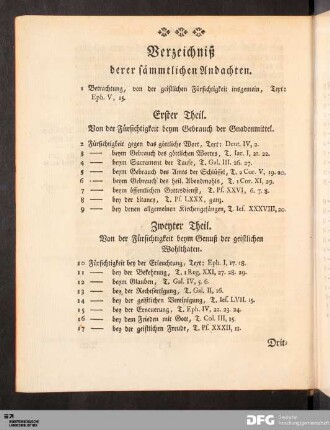 Verzeichniß
derer sämmtlichen Andachten.
1 Betrachtung, von der geistlichen Fürsichtigkeit insgemein, Text:
Eph. V, 15.
Erster Theil.
Von der Fürsichtigkeit beym Gebrauch der Gnadenmittel.
2 Fürsichtigkeit gegen das göttliche Wort, Text: Deut. IV, 2.
3 — beym Gebrauch des göttlichen Wortes, T. Jac. I, 21. 22.
4 — beym Sacrament der Taufe, T. Gal. III, 26. 27.
5 — beym Gebrauch des Amts der Schlüssel, T. 2 Cor. V, 19. 20.
6 — beym Gebrauch des heil. Abendmahls, T. 1 Cor. XI, 29.
7 — beym öffentlichen Gottesdienst, T. Ps. XXVI, 6. 7. 8.
8 — bey der Litaney, T. Ps. LXXX, ganz.
9 — bey denen allgemeinen Kirchengesängen, T. Jes. XXXVIII, 20.
Zweyter Theil.
Von der Fürsichtigkeit beym Genuß der geistlichen
Wohlthaten.
10 Fürsichtigkeit bey der Erleuchtung, Text: Eph. I, 17. 18.
11 — bey der Bekehrung, T. 1 Reg. XXI, 27. 28. 29.
12 — beym Glauben, T. Gal. IV, 5. 6.
13 — bey der Rechtfertigung, T. Gal. II, 16.
14 — bey der geistlichen Vereinigung, T. Jes. LVII, 15.
15 — bey der Erneuerung, T. Eph. IV, 22. 23. 24.
16 — bey dem Frieden mit Gott, T. Col. III, 15.
17 — bey der geistlichen Freude, T. Ps. XXXII, 11.
Drit-
DFG Deutsche
Forschungsgemeinschaft